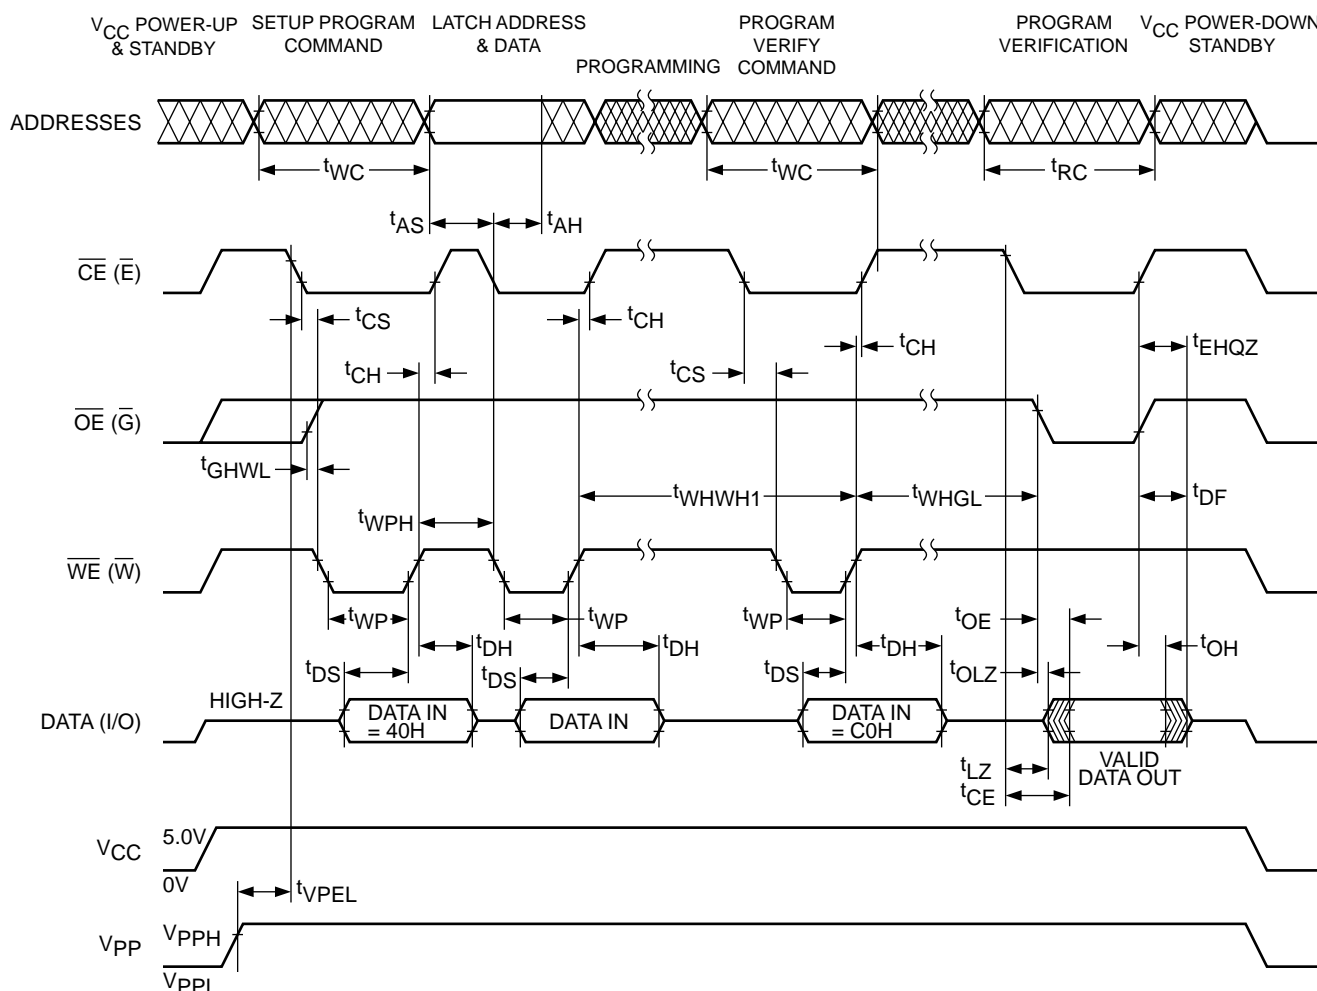 VCC POWER-UP
& STANDBY
SETUP PROGRAM
COMMAND
LATCH ADDRESS
& DATA
PROGRAMMING
PROGRAM
VERIFY
COMMAND
PROGRAM
VERIFICATION
VCC POWER-DOWN
STANDBY
ADDRESSES
tWC
tWC
tRC
tAS
tAH
CE (E)
tCS
tCH
tCH
tCS
tCH
tEHQZ
OE (G)
tGHWL
tWHWH1
tWHGL
tDF
tWPH
WE (W)
tWP
tWP
tWP
tOE
tDH
tDH
tDH
tOH
tDS
tDS
tDS
tOLZ
DATA (I/O)
HIGH-Z
DATA IN
= 40H
DATA IN
DATA IN
= C0H
VALID
DATA OUT
tLZ
tCE
VCC
5.0V
0V
tVPEL
VPP
VPPH
VPPL